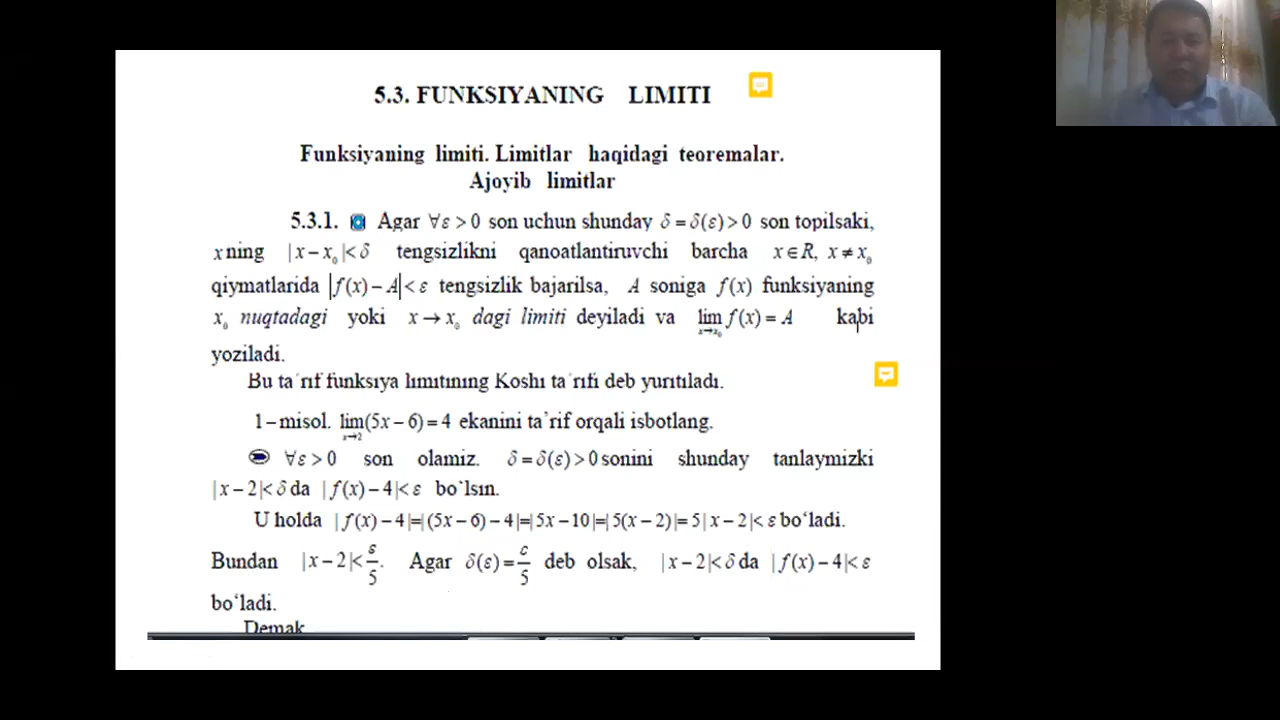 5.3. FUNKSIYANING LIMITI
Funksiyaning limiti. Limitlar haqidagi teoremalar.
Ajoyib limitlar
5.3.1. Agar ∀ε > 0 son uchun shunday δ = δ(ε) > 0 son topilsaki,
x ning |x − x₀| < δ tengsizlikni qanoatlantiruvchi barcha x ∈ R, x ≠ x₀
qiymatlarida |f(x) − A| < ε tengsizlik bajarilsa, A soniga f(x) funksiyaning
x₀ nuqtadagi yoki x → x₀ dagi limiti deyiladi va lim x→x₀ f(x) = A kabi
yoziladi.
Bu ta'rif funksiya limitining Koshi ta'rifi deb yuritiladi.
1 – misol. lim x→2 (5x − 6) = 4 ekanini ta’rif orqali isbotlang.
∀ε > 0 son olamiz. δ = δ(ε) > 0 sonini shunday tanlaymizki
|x − 2| < δ da |f(x) − 4| < ε bo‘lsin.
U holda |f(x) − 4|=|(5x − 6) − 4|=|5x − 10|=|5(x − 2)|= 5|x − 2| < ε bo‘ladi.
Bundan |x − 2| < ε/5. Agar δ(ε) = ε/5 deb olsak, |x − 2| < δ da |f(x) − 4| < ε
bo‘ladi.
Demak